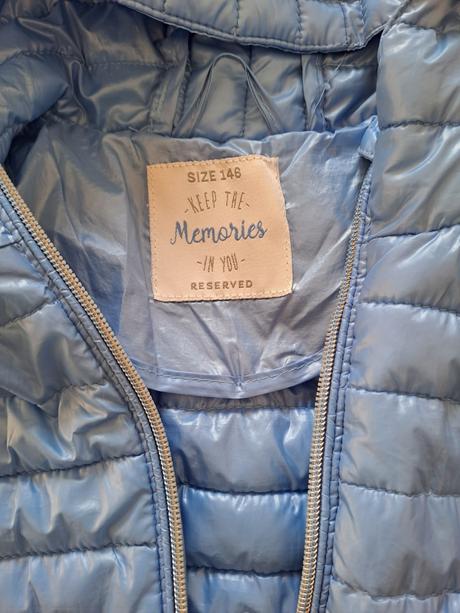 SIZE 146
-KEEP THE-
Memories
-IN YOU-
RESERVED